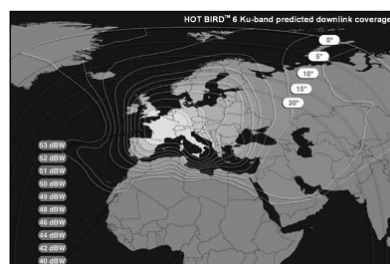 HOT BIRD™ 6 Ku-band predicted downlink coverage
0°
5°
10°
15°
20°
53 dBW
52 dBW
51 dBW
50 dBW
49 dBW
48 dBW
46 dBW
44 dBW
42 dBW
40 dBW